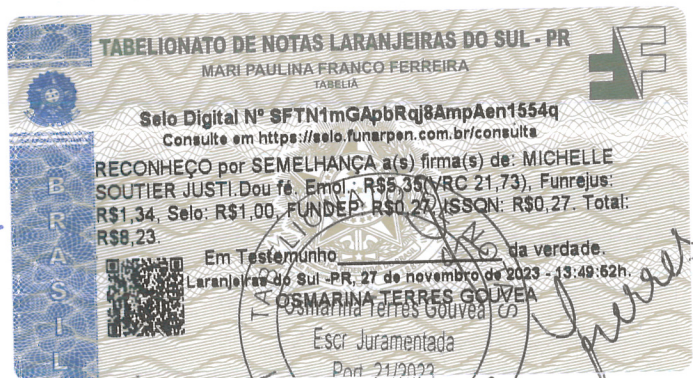 TABELIONATO DE NOTAS LARANJEIRAS DO SUL - PR
MARI PAULINA FRANCO FERREIRA
TABELIÃ
Selo Digital Nº SFTN1mGApbRqj8AmpAen1554q
Consulte em https://selo.funarpen.com.br/consulta
RECONHEÇO por SEMELHANÇA a(s) firma(s) de: MICHELLE
SOUTIER JUSTI.Dou fé. Emol.: R$5,35(VRC 21,73), Funrejus:
R$1,34, Selo: R$1,00, FUNDEP: R$0,27, ISSQN: R$0,27. Total:
R$8,23.
Em Testemunho da verdade.
Laranjeiras do Sul -PR, 27 de novembro de 2023 - 13:49:52h.
OSMARINA TERRES GOUVEA
Osmarina Terres Gouvea
Escr Juramentada
Port 21/2023
BRASIL